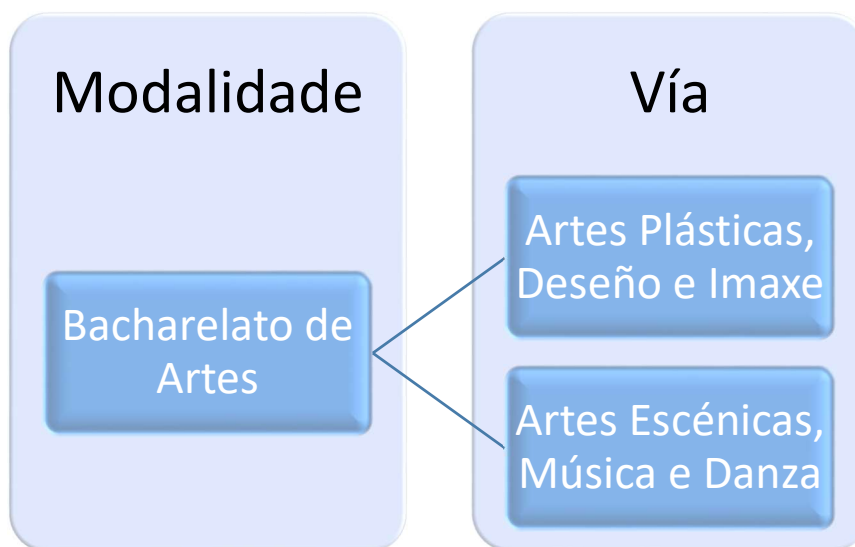 Modalidade
Bacharelato de
Artes
Vía
Artes Plásticas,
Deseño e Imaxe
Artes Escénicas,
Música e Danza